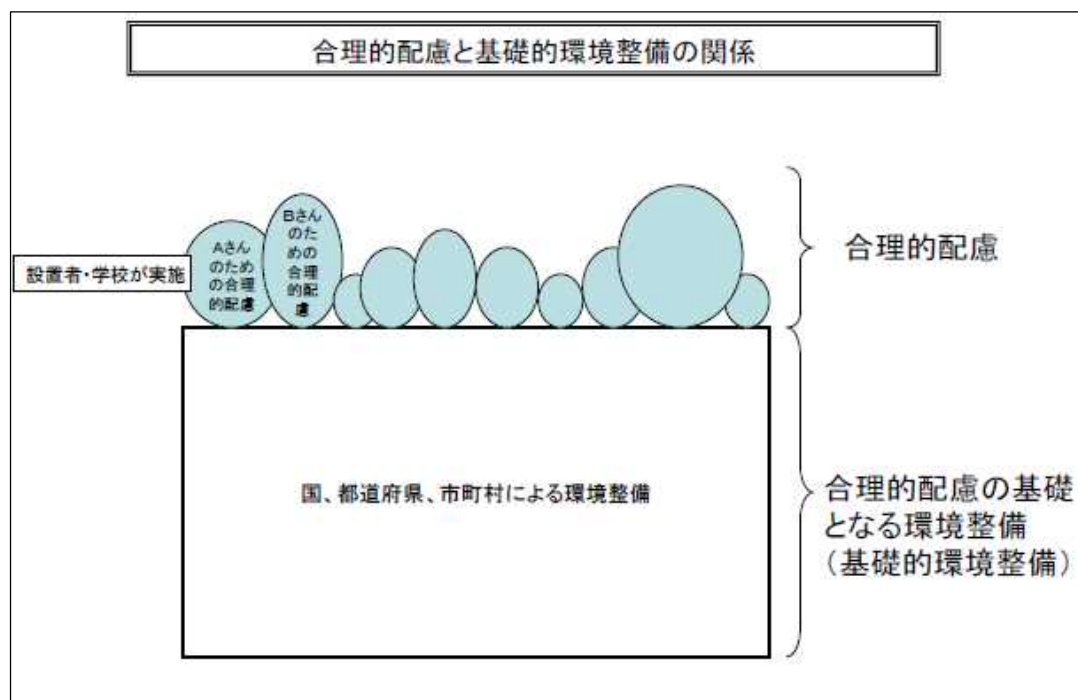 合理的配慮と基礎的環境整備の関係
設置者・学校が実施
Aさん
のため
の合理
的配慮
Bさん
のた
めの
合理
的配
慮
合理的配慮
国、都道府県、市町村による環境整備
合理的配慮の基礎
となる環境整備
（基礎的環境整備）